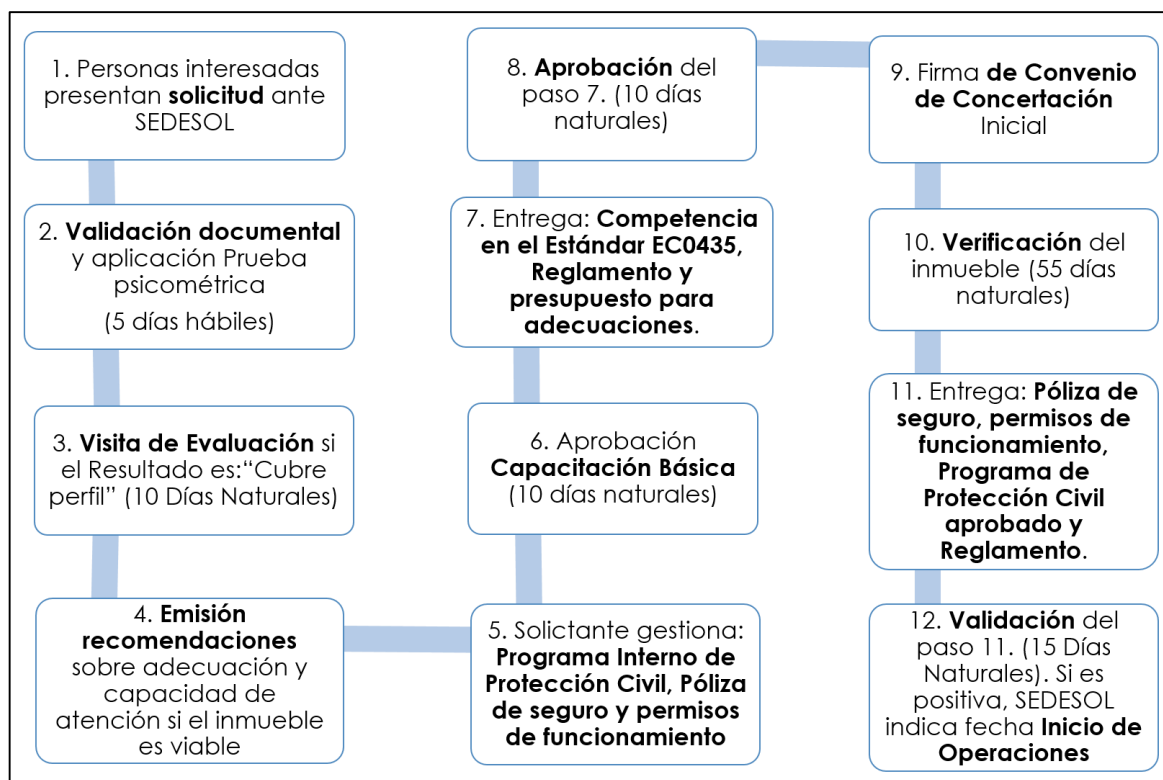 1. Personas interesadas
presentan solicitud ante
SEDESOL
2. Validación documental
y aplicación Prueba
psicométrica
(5 días hábiles)
3. Visita de Evaluación si
el Resultado es:“Cubre
perfil” (10 Días Naturales)
4. Emisión
recomendaciones
sobre adecuación y
capacidad de
atención si el inmueble
es viable
5. Solictante gestiona:
Programa Interno de
Protección Civil, Póliza
de seguro y permisos
de funcionamiento
6. Aprobación
Capacitación Básica
(10 días naturales)
7. Entrega: Competencia
en el Estándar EC0435,
Reglamento y
presupuesto para
adecuaciones.
8. Aprobación del
paso 7. (10 días
naturales)
9. Firma de Convenio
de Concertación
Inicial
10. Verificación del
inmueble (55 días
naturales)
11. Entrega: Póliza de
seguro, permisos de
funcionamiento,
Programa de
Protección Civil
aprobado y
Reglamento.
12. Validación del
paso 11. (15 Días
Naturales). Si es
positiva, SEDESOL
indica fecha Inicio de
Operaciones